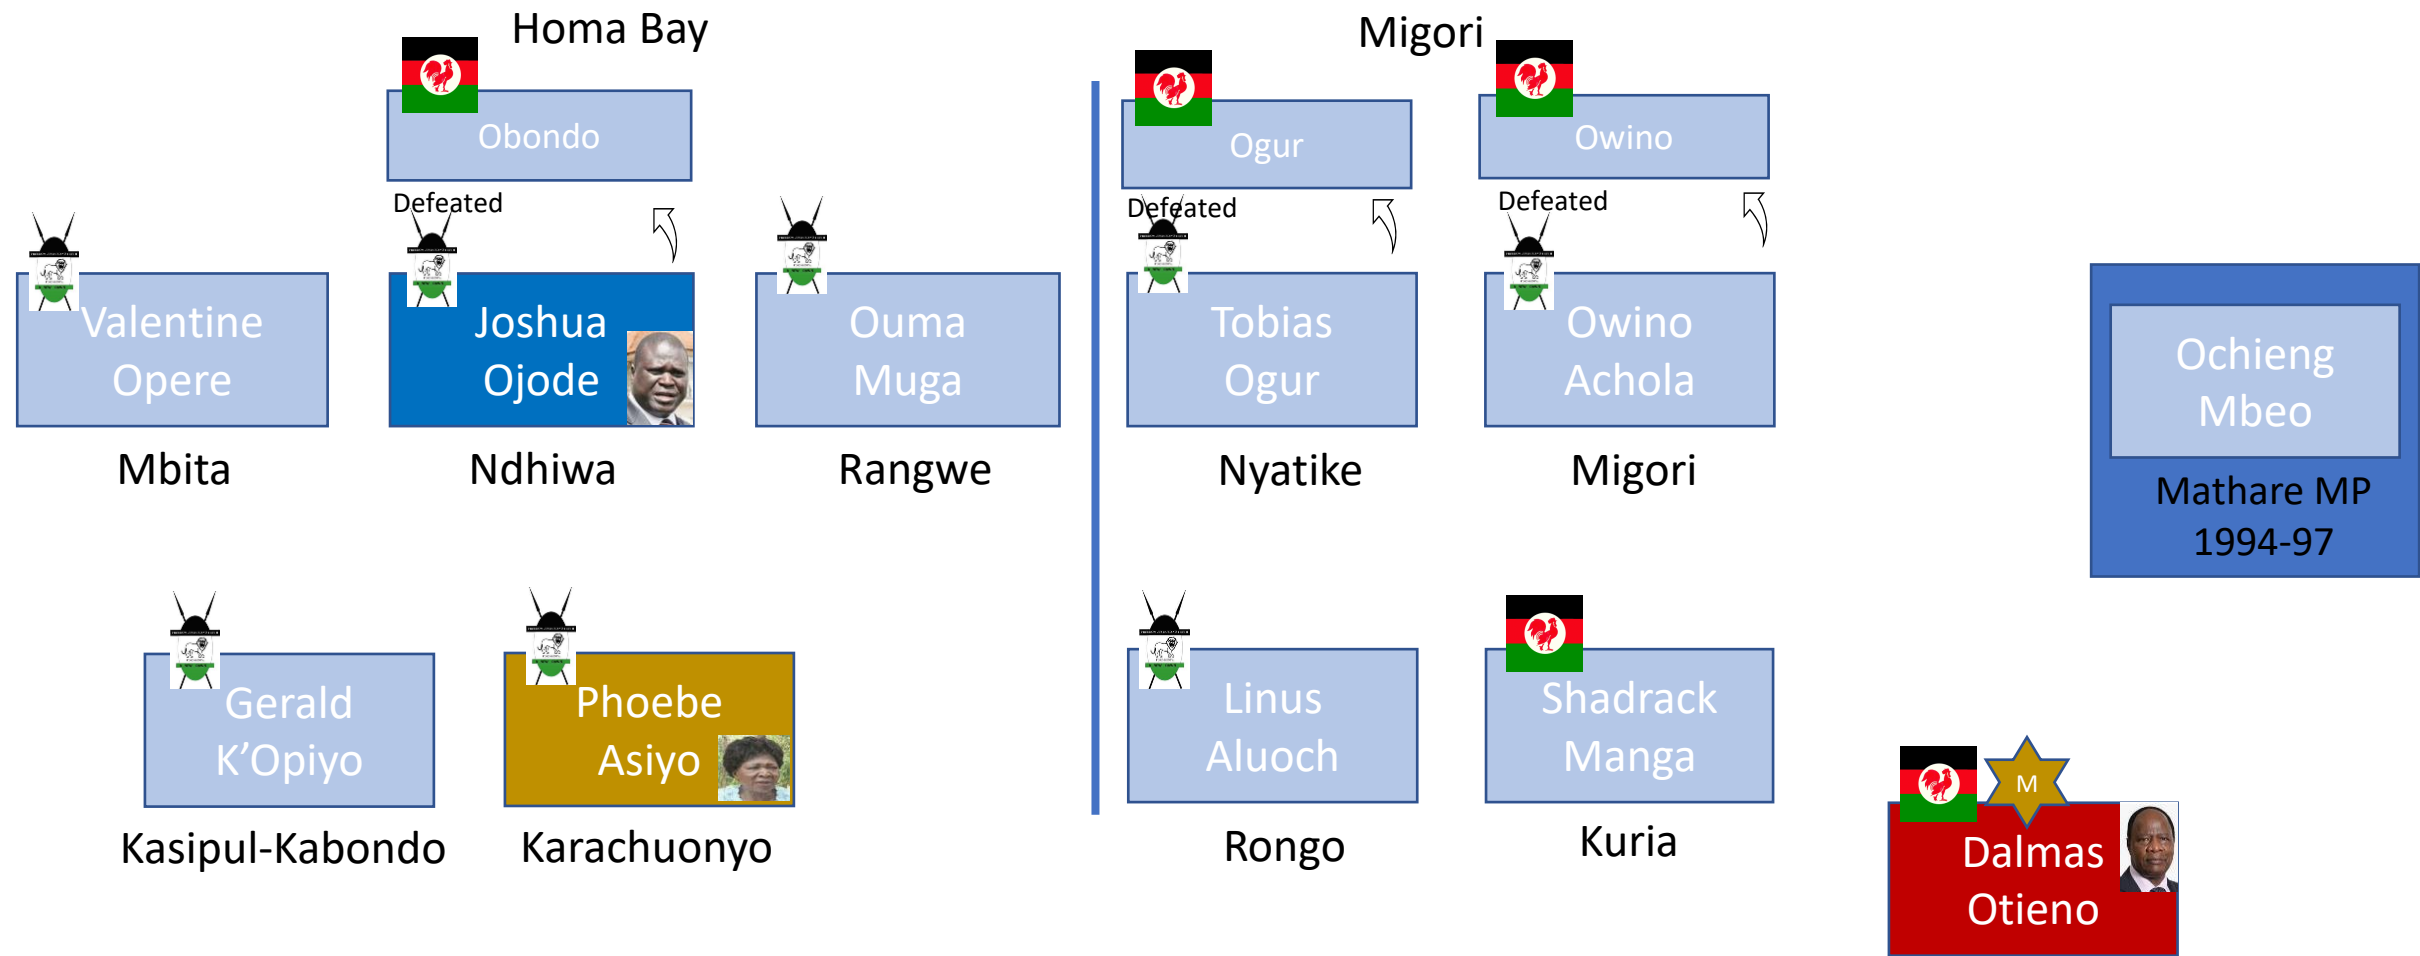 Homa Bay
Migori
Obondo
Ogur
Owino
Defeated
Defeated
Defeated
Valentine
Opere
Joshua
Ojode
Ouma
Muga
Tobias
Ogur
Owino
Achola
Ochieng
Mbeo
Mbita
Ndhiwa
Rangwe
Nyatike
Migori
Mathare MP
1994-97
Gerald
K’Opiyo
Phoebe
Asiyo
Linus
Aluoch
Shadrack
Manga
Kasipul-Kabondo
Karachuonyo
Rongo
Kuria
M
Dalmas
Otieno